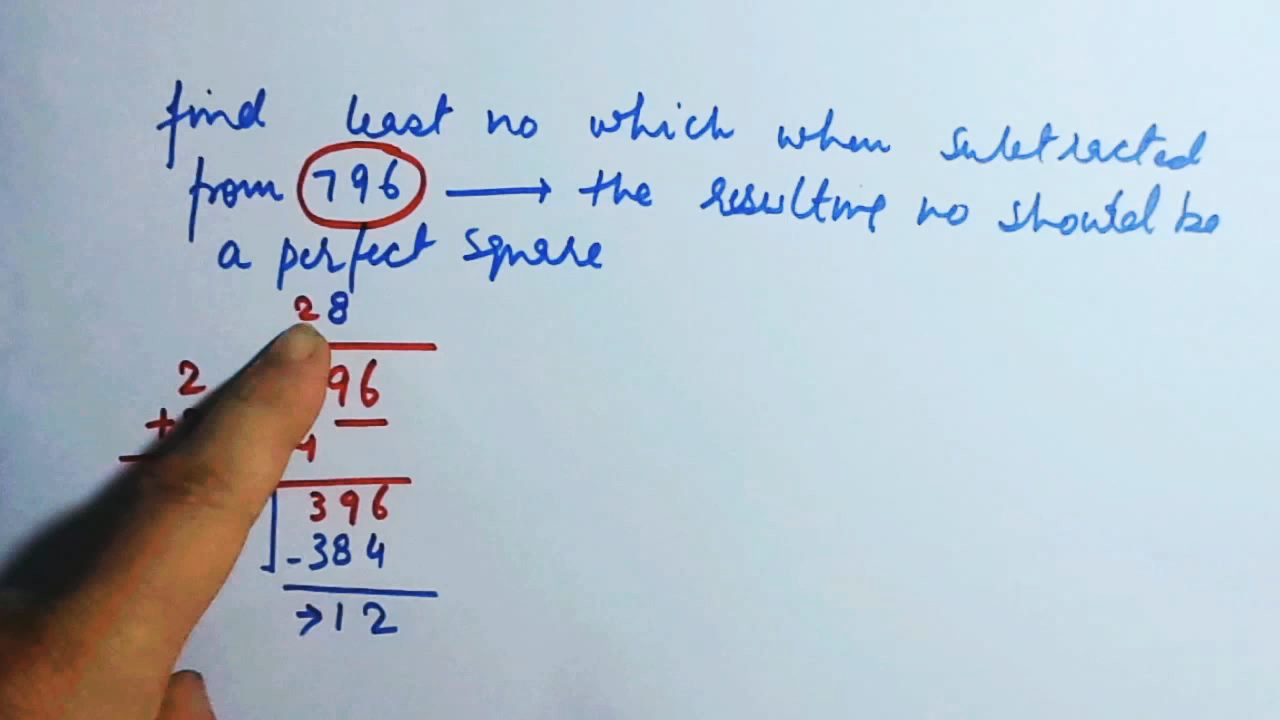 find least no which when subtracted
from 796 → the resulting no should be
a perfect square
28
2 96
+ 4
396
-384
→12